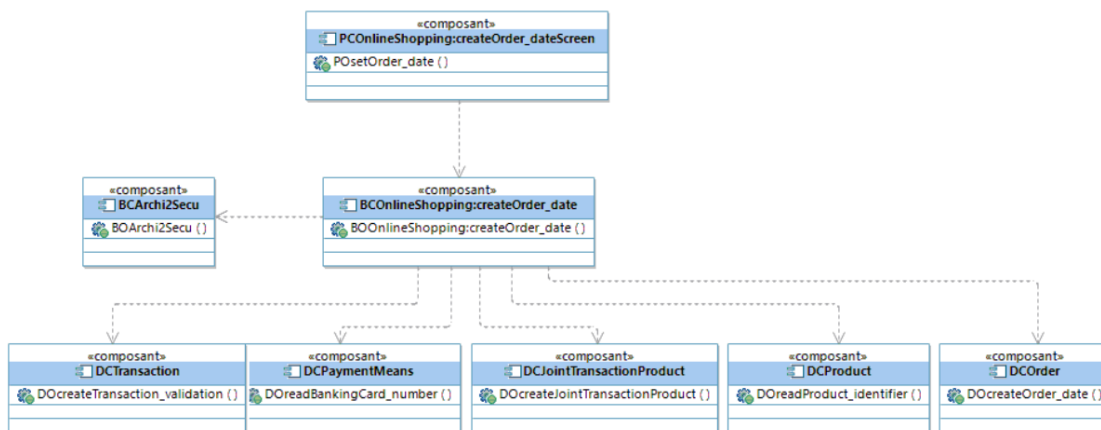 «composant»
PCOnlineShopping:createOrder_dateScreen
POsetOrder_date ( )
«composant»
BCArchi2Secu
BOArchi2Secu ( )
«composant»
BCOnlineShopping:createOrder_date
BOOnlineShopping:createOrder_date ( )
«composant»
DCTransaction
DOcreateTransaction_validation ( )
«composant»
DCPaymentMeans
DOreadBankingCard_number ( )
«composant»
DCJointTransactionProduct
DOcreateJointTransactionProduct ( )
«composant»
DCProduct
DOreadProduct_identifier ( )
«composant»
DCOrder
DOcreateOrder_date ( )